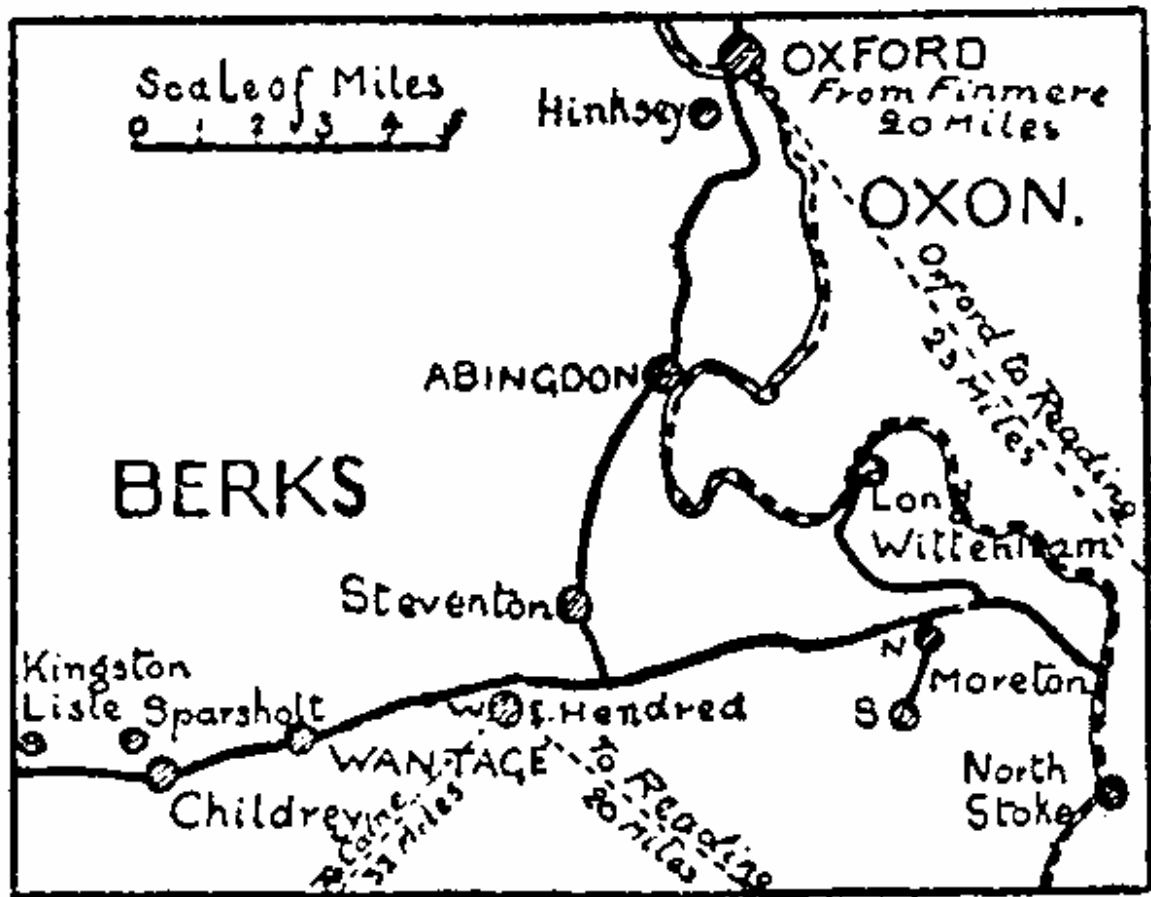 OXFORD
From Finmere
20 Miles
Scale of Miles
0 1 2 3 4 5
Hinksey
OXON.
Oxford to Reading
23 Miles
ABINGDON
BERKS
Long
Wittenham
Steventon
Kingston
Lisle
Sparsholt
N
Moreton
S
W. E. Hendred
WANTAGE
Childrey
To Reading
20 Miles
North
Stoke
Miles